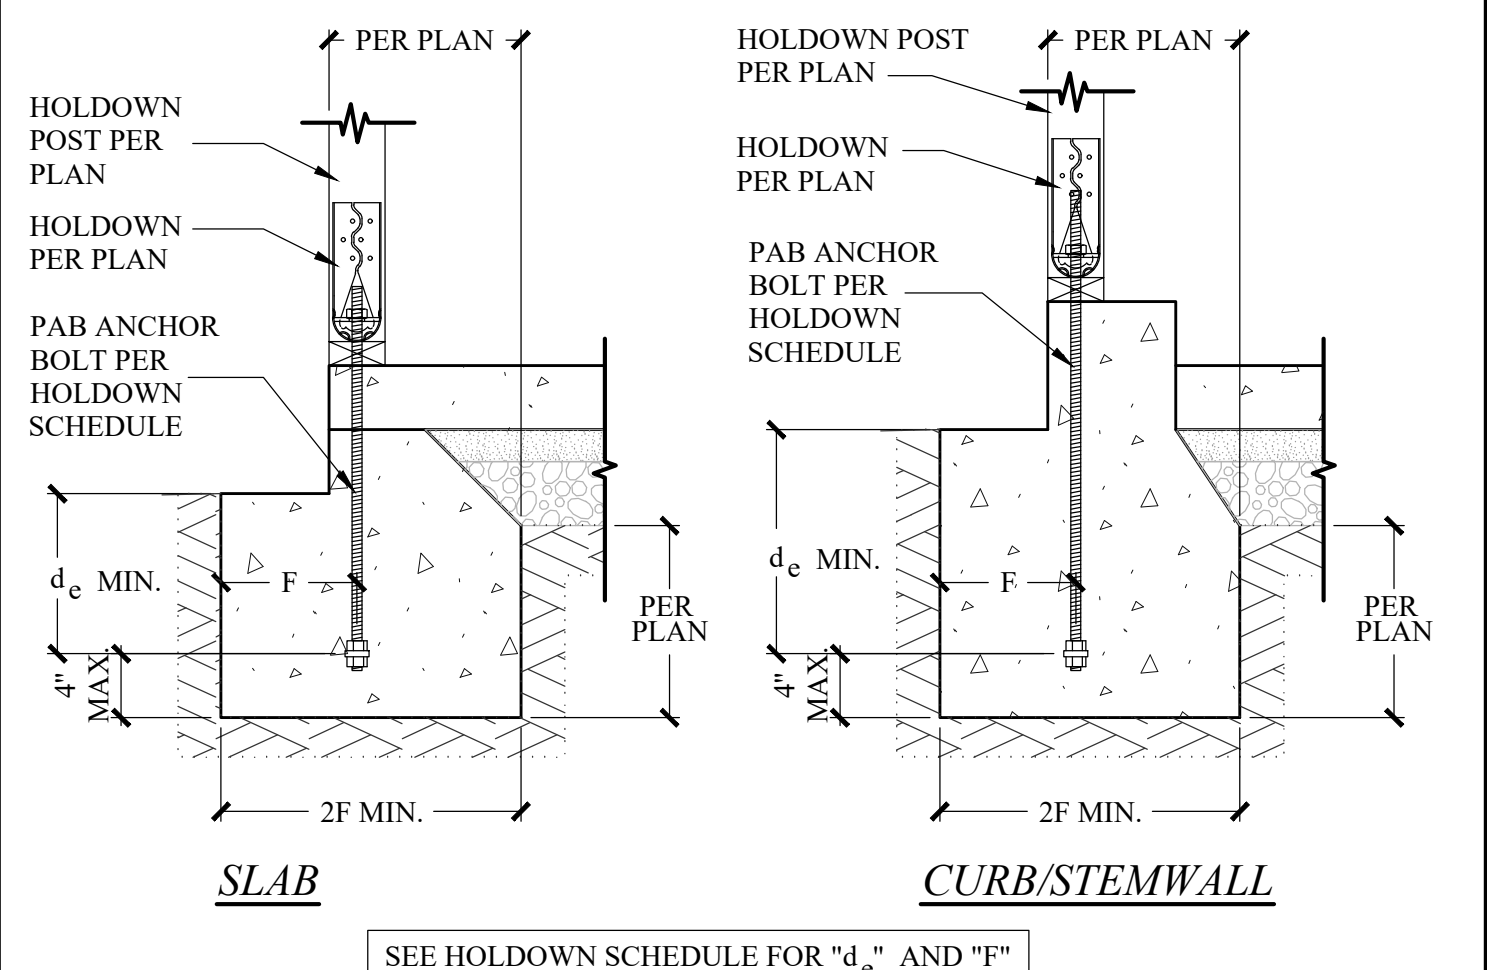 PER PLAN
HOLDOWN
POST PER
PLAN
HOLDOWN
PER PLAN
PAB ANCHOR
BOLT PER
HOLDOWN
SCHEDULE
de MIN.
F
4"
MAX.
PER
PLAN
2F MIN.
SLAB
PER PLAN
HOLDOWN POST
PER PLAN
HOLDOWN
PER PLAN
PAB ANCHOR
BOLT PER
HOLDOWN
SCHEDULE
de MIN.
F
4"
MAX.
PER
PLAN
2F MIN.
CURB/STEMWALL
SEE HOLDOWN SCHEDULE FOR "de" AND "F"